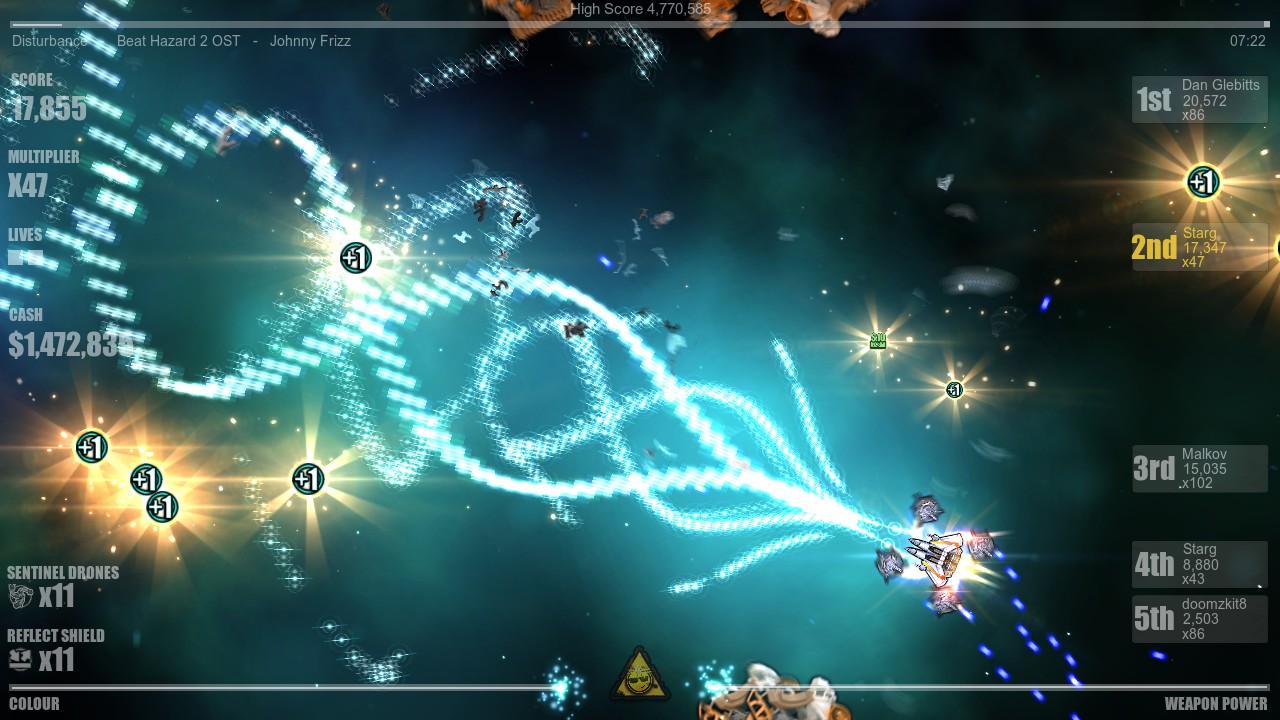 High Score 4,770,585
Disturbance - Beat Hazard 2 OST - Johnny Frizz
07:22
SCORE
17,855
MULTIPLIER
X47
LIVES
CASH
$1,472,836
1st
Dan Glebitts
20,572
x86
+1
2nd
Starg
17,347
x47
+1
+1
+1
+1
+1
+1
3rd
Malkov
15,035
x102
4th
Starg
8,880
x43
5th
doomzkit8
2,503
x86
SENTINEL DRONES
x11
REFLECT SHIELD
x11
COLOUR
WEAPON POWER